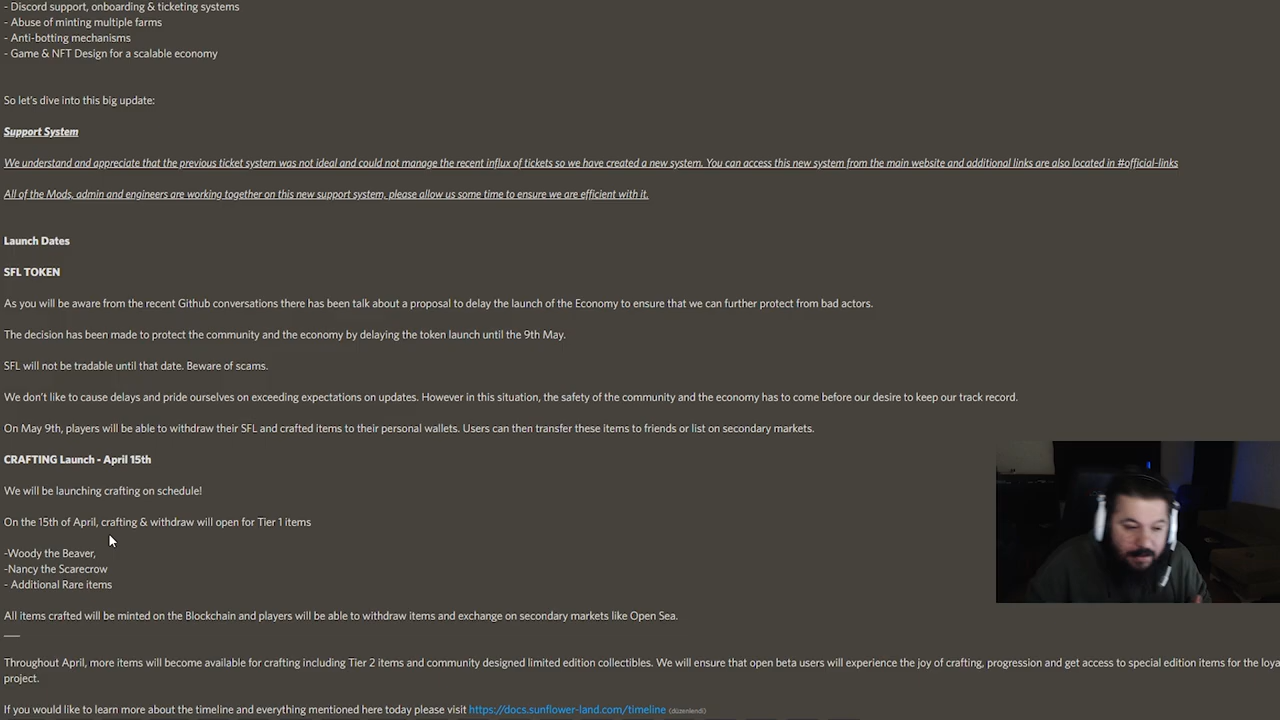 - Discord support, onboarding & ticketing systems
- Abuse of minting multiple farms
- Anti-botting mechanisms
- Game & NFT Design for a scalable economy
So let's dive into this big update:
Support System
We understand and appreciate that the previous ticket system was not ideal and could not manage the recent influx of tickets so we have created a new system. You can access this new system from the main website and additional links are also located in #official-links
All of the Mods, admin and engineers are working together on this new support system, please allow us some time to ensure we are efficient with it.
Launch Dates
SFL TOKEN
As you will be aware from the recent Github conversations there has been talk about a proposal to delay the launch of the Economy to ensure that we can further protect from bad actors.
The decision has been made to protect the community and the economy by delaying the token launch until the 9th May.
SFL will not be tradable until that date. Beware of scams.
We don't like to cause delays and pride ourselves on exceeding expectations on updates. However in this situation, the safety of the community and the economy has to come before our desire to keep our track record.
On May 9th, players will be able to withdraw their SFL and crafted items to their personal wallets. Users can then transfer these items to friends or list on secondary markets.
CRAFTING Launch - April 15th
We will be launching crafting on schedule!
On the 15th of April, crafting & withdraw will open for Tier 1 items
-Woody the Beaver,
-Nancy the Scarecrow
- Additional Rare items
All items crafted will be minted on the Blockchain and players will be able to withdraw items and exchange on secondary markets like Open Sea.
Throughout April, more items will become available for crafting including Tier 2 items and community designed limited edition collectibles. We will ensure that open beta users will experience the joy of crafting, progression and get access to special edition items for the loya
project.
If you would like to learn more about the timeline and everything mentioned here today please visit https://docs.sunflower-land.com/timeline (düzenlendi)